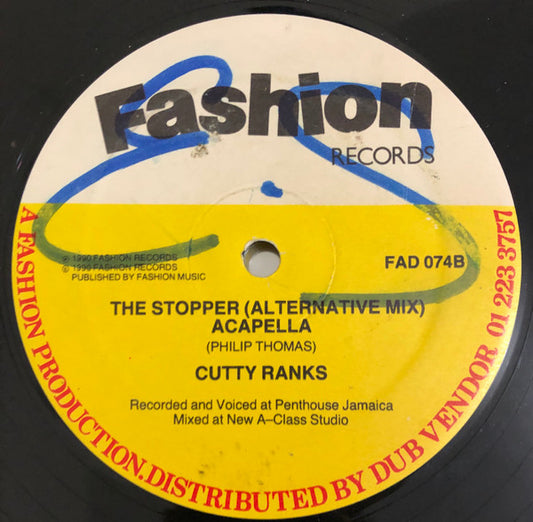 Fashion
RECORDS
℗ 1990 FASHION RECORDS
© 1990 FASHION RECORDS
PUBLISHED BY FASHION MUSIC
FAD 074B
THE STOPPER (ALTERNATIVE MIX)
ACAPELLA
(PHILIP THOMAS)
CUTTY RANKS
Recorded and Voiced at Penthouse Jamaica
Mixed at New A–Class Studio
A FASHION PRODUCTION.DISTRIBUTED BY DUB VENDOR 01 223 3757